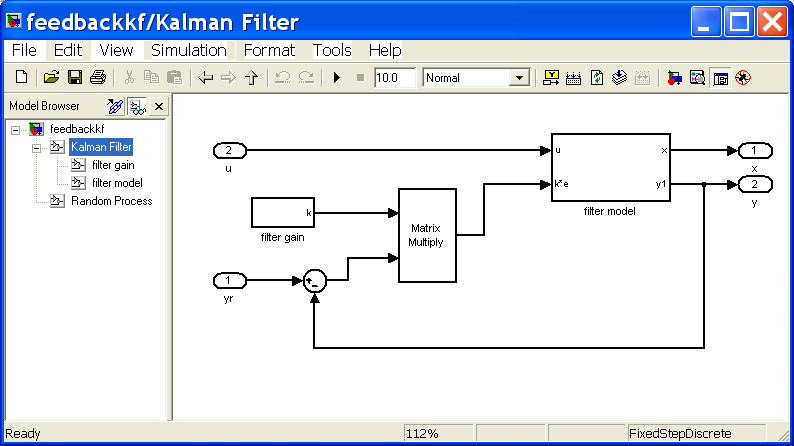 feedbackkf/Kalman Filter
File Edit View Simulation Format Tools Help
10.0 Normal
Model Browser
feedbackkf
Kalman Filter
filter gain
filter model
Random Process
2
u
u
k*e
x
y1
filter model
1
x
2
y
k
filter gain
Matrix
Multiply
1
yr
+
-
Ready 112% FixedStepDiscrete